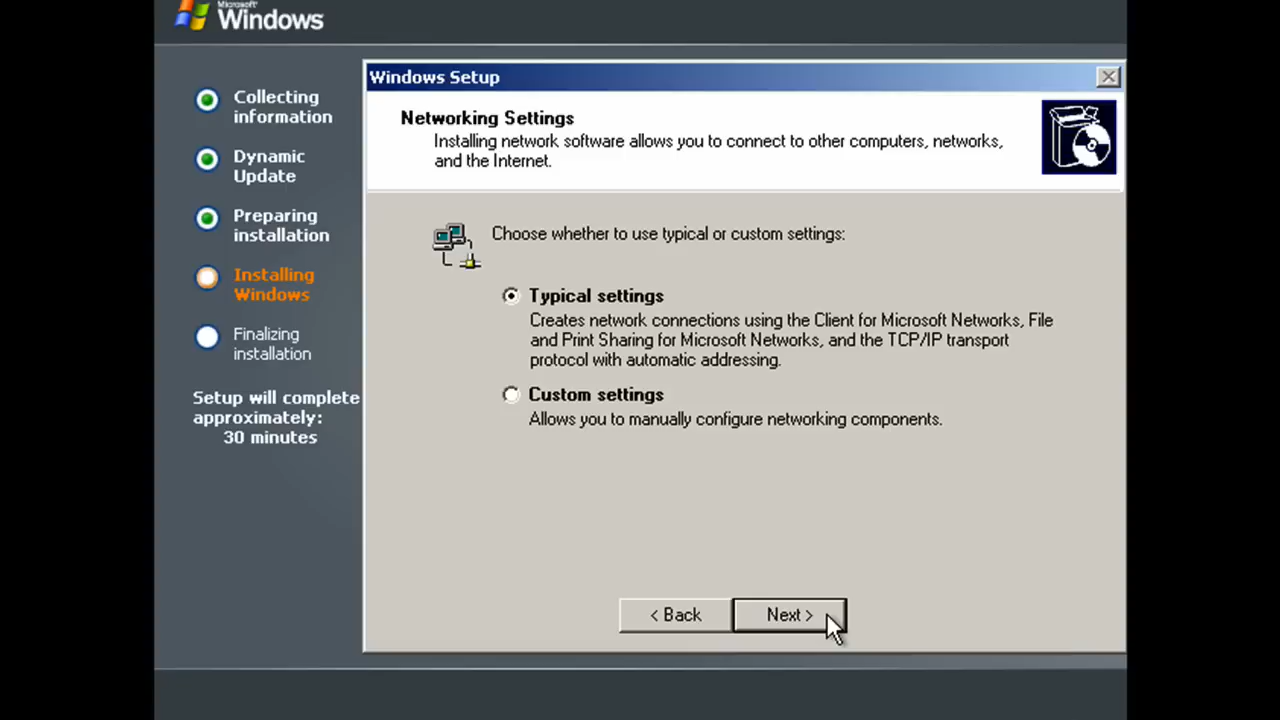 Microsoft
Windows
Collecting
information
Dynamic
Update
Preparing
installation
Installing
Windows
Finalizing
installation
Setup will complete
approximately:
30 minutes
Windows Setup
Networking Settings
Installing network software allows you to connect to other computers, networks,
and the Internet.
Choose whether to use typical or custom settings:
Typical settings
Creates network connections using the Client for Microsoft Networks, File
and Print Sharing for Microsoft Networks, and the TCP/IP transport
protocol with automatic addressing.
Custom settings
Allows you to manually configure networking components.
< Back
Next >